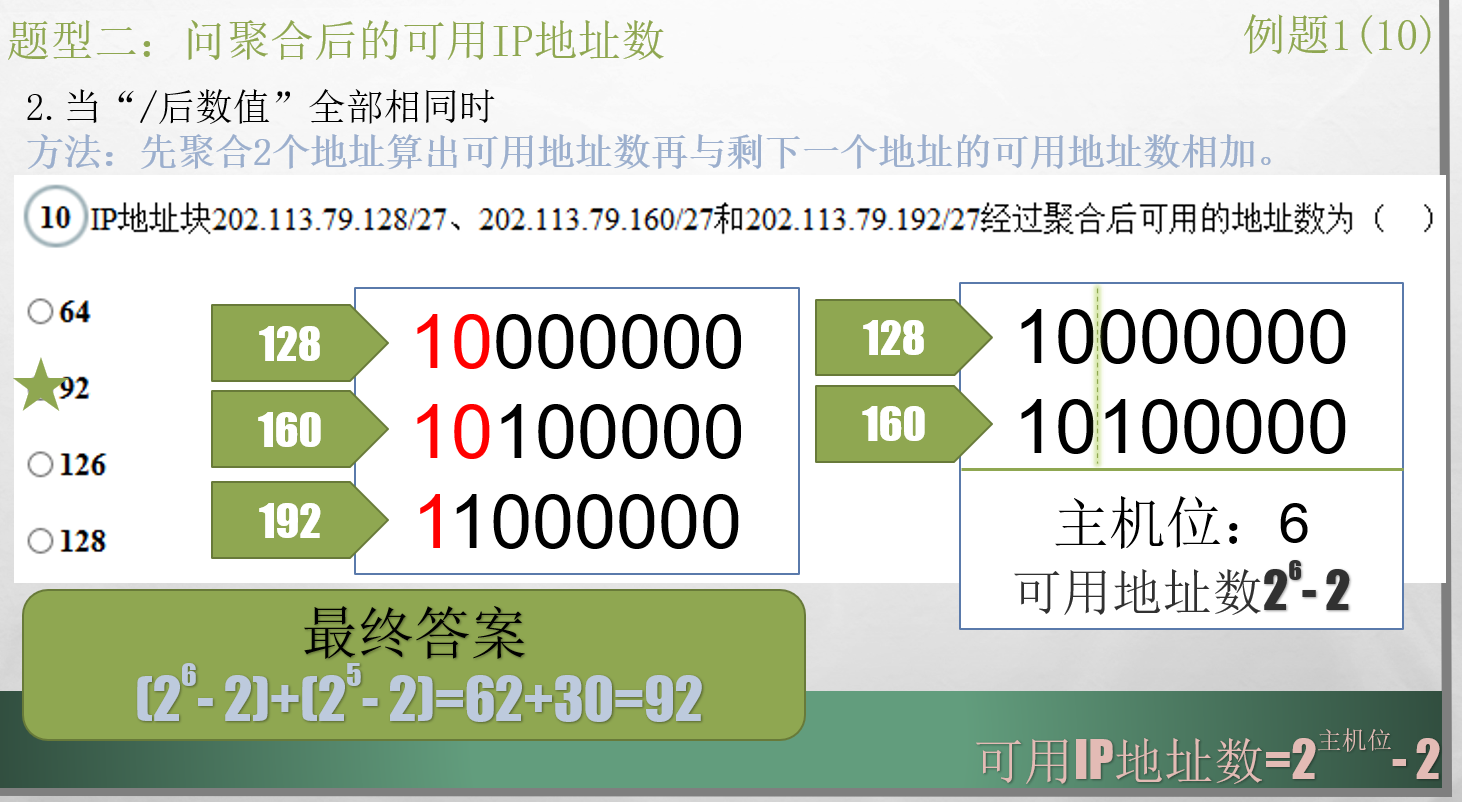 题型二：问聚合后的可用IP地址数
例题1(10)
2.当“/后数值”全部相同时
方法：先聚合2个地址算出可用地址数再与剩下一个地址的可用地址数相加。
10 IP地址块202.113.79.128/27、202.113.79.160/27和202.113.79.192/27经过聚合后可用的地址数为（ ）
64
92
126
128
128 10000000
160 10100000
192 11000000
128 10000000
160 10100000
主机位：6
可用地址数2^6- 2
最终答案
(2^6- 2)+(2^5- 2)=62+30=92
可用IP地址数=2^主机位- 2